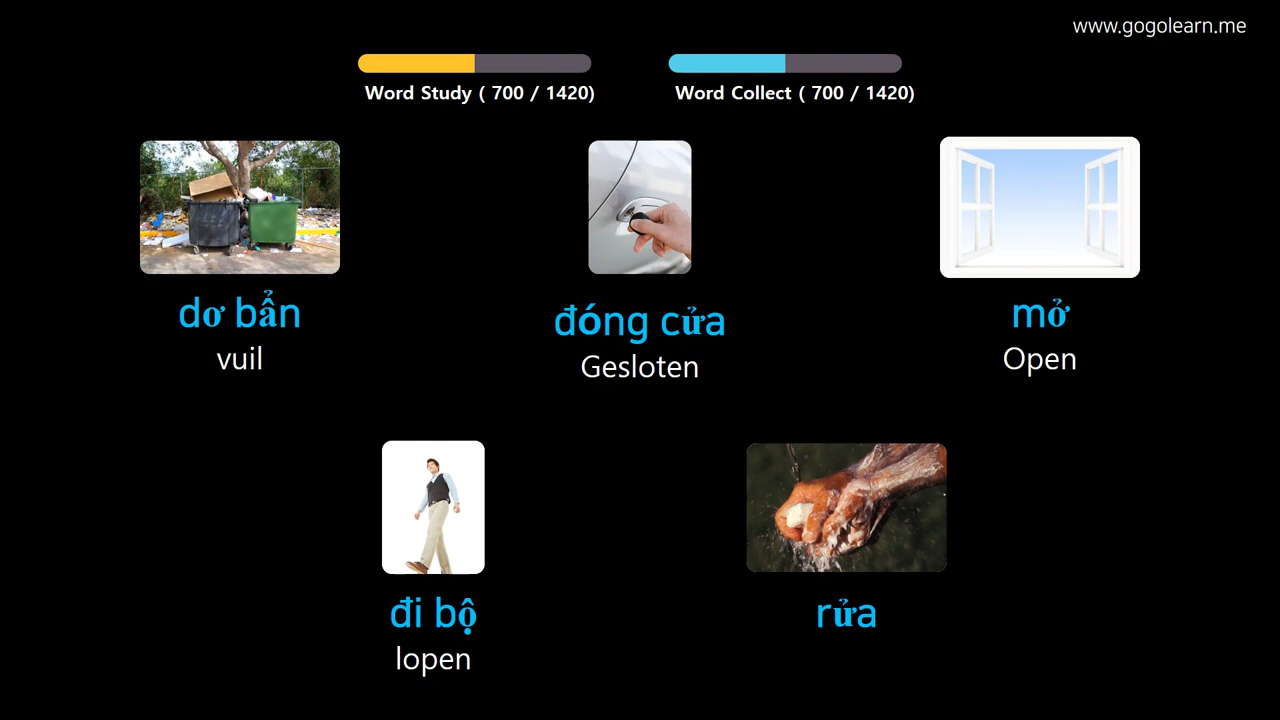 www.gogolearn.me
Word Study ( 700 / 1420)
Word Collect ( 700 / 1420)
dơ bẩn
vuil
đóng cửa
Gesloten
mở
Open
đi bộ
lopen
rửa